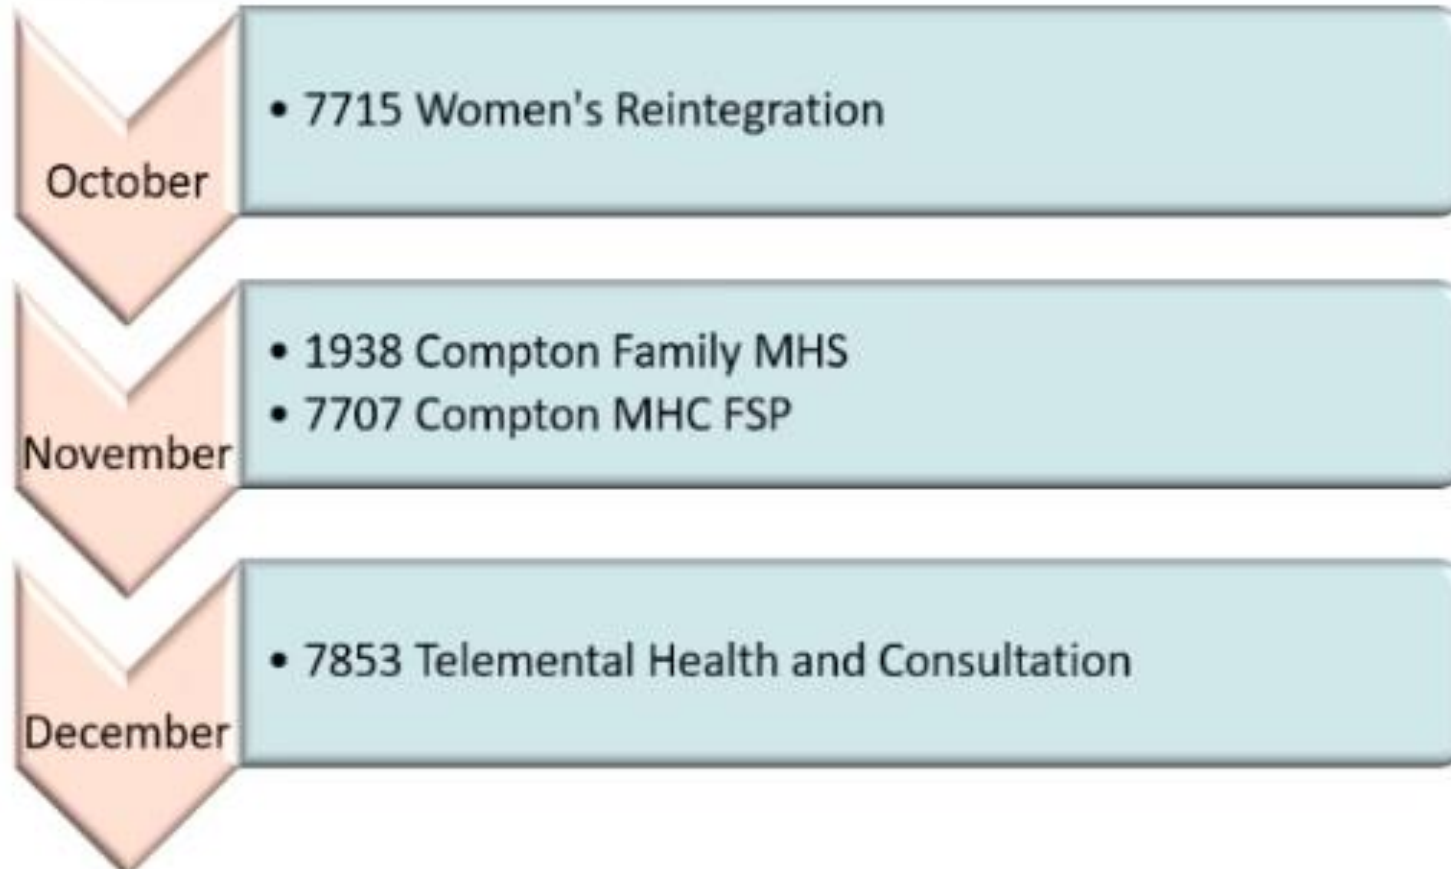 October
• 7715 Women's Reintegration
November
• 1938 Compton Family MHS
• 7707 Compton MHC FSP
December
• 7853 Telemental Health and Consultation